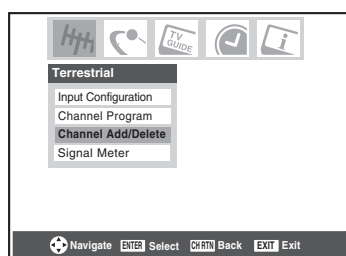 TV
GUIDE
i
Terrestrial
Input Configuration
Channel Program
Channel Add/Delete
Signal Meter
Navigate ENTER Select CH RTN Back EXIT Exit